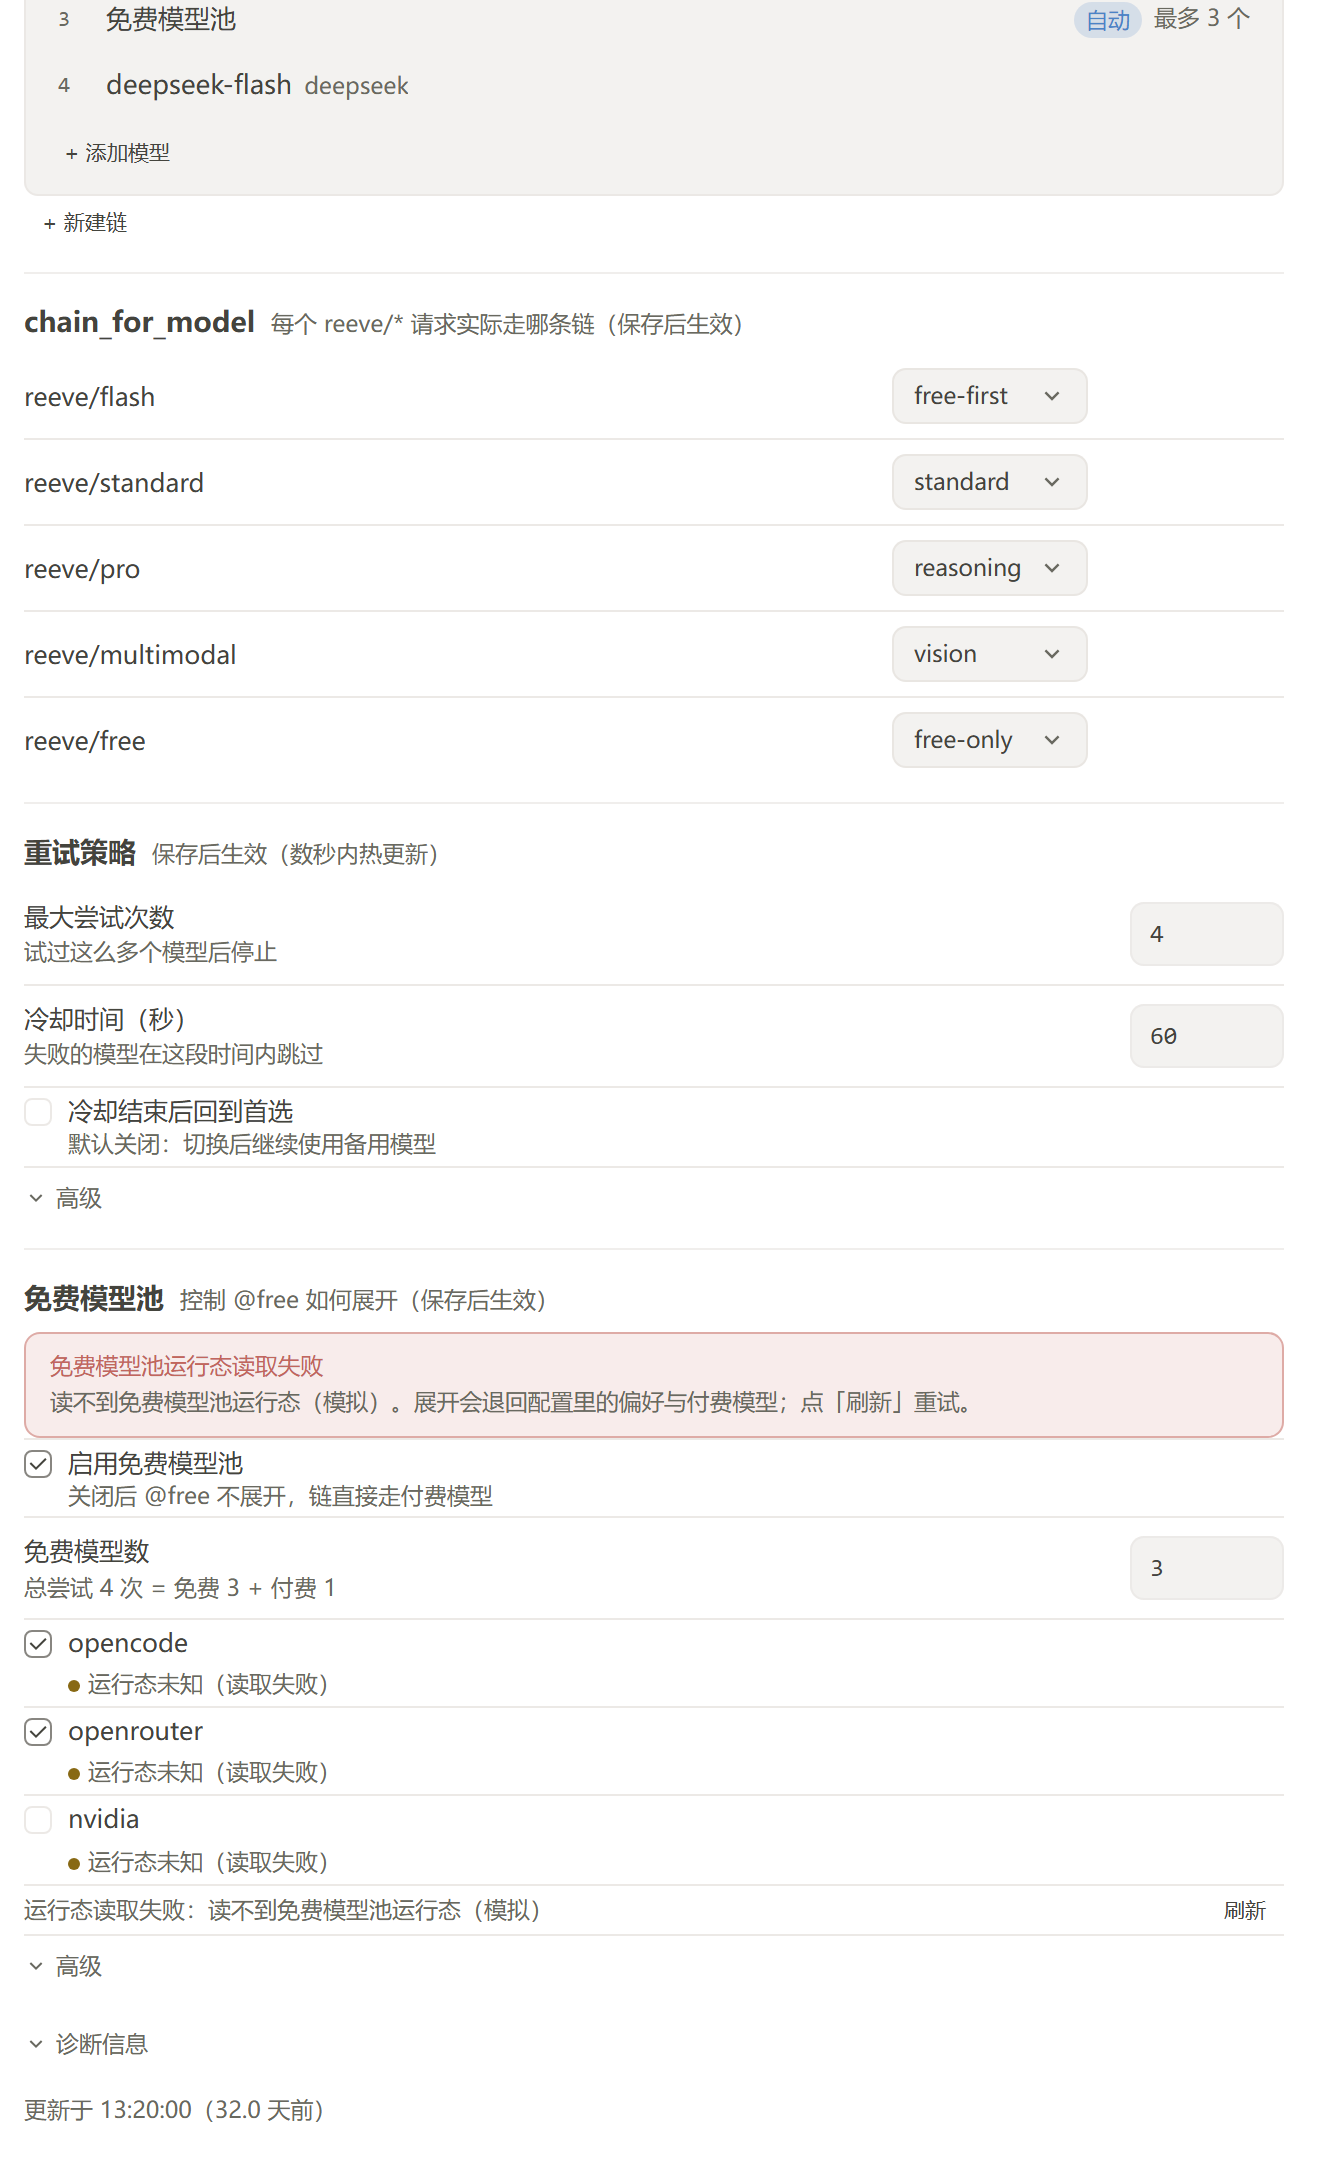 3 免费模型池 自动 最多 3 个
4 deepseek-flash deepseek
+ 添加模型
+ 新建链
chain_for_model 每个 reeve/* 请求实际走哪条链（保存后生效）
reeve/flash free-first
reeve/standard standard
reeve/pro reasoning
reeve/multimodal vision
reeve/free free-only
重试策略 保存后生效（数秒内热更新）
最大尝试次数
试过这么多个模型后停止
4
冷却时间（秒）
失败的模型在这段时间内跳过
60
冷却结束后回到首选
默认关闭：切换后继续使用备用模型
高级
免费模型池 控制 @free 如何展开（保存后生效）
免费模型池运行态读取失败
读不到免费模型池运行态（模拟）。展开会退回配置里的偏好与付费模型；点「刷新」重试。
启用免费模型池
关闭后 @free 不展开，链直接走付费模型
免费模型数
总尝试 4 次 = 免费 3 + 付费 1
3
opencode
运行态未知（读取失败）
openrouter
运行态未知（读取失败）
nvidia
运行态未知（读取失败）
运行态读取失败：读不到免费模型池运行态（模拟） 刷新
高级
诊断信息
更新于 13:20:00（32.0 天前）